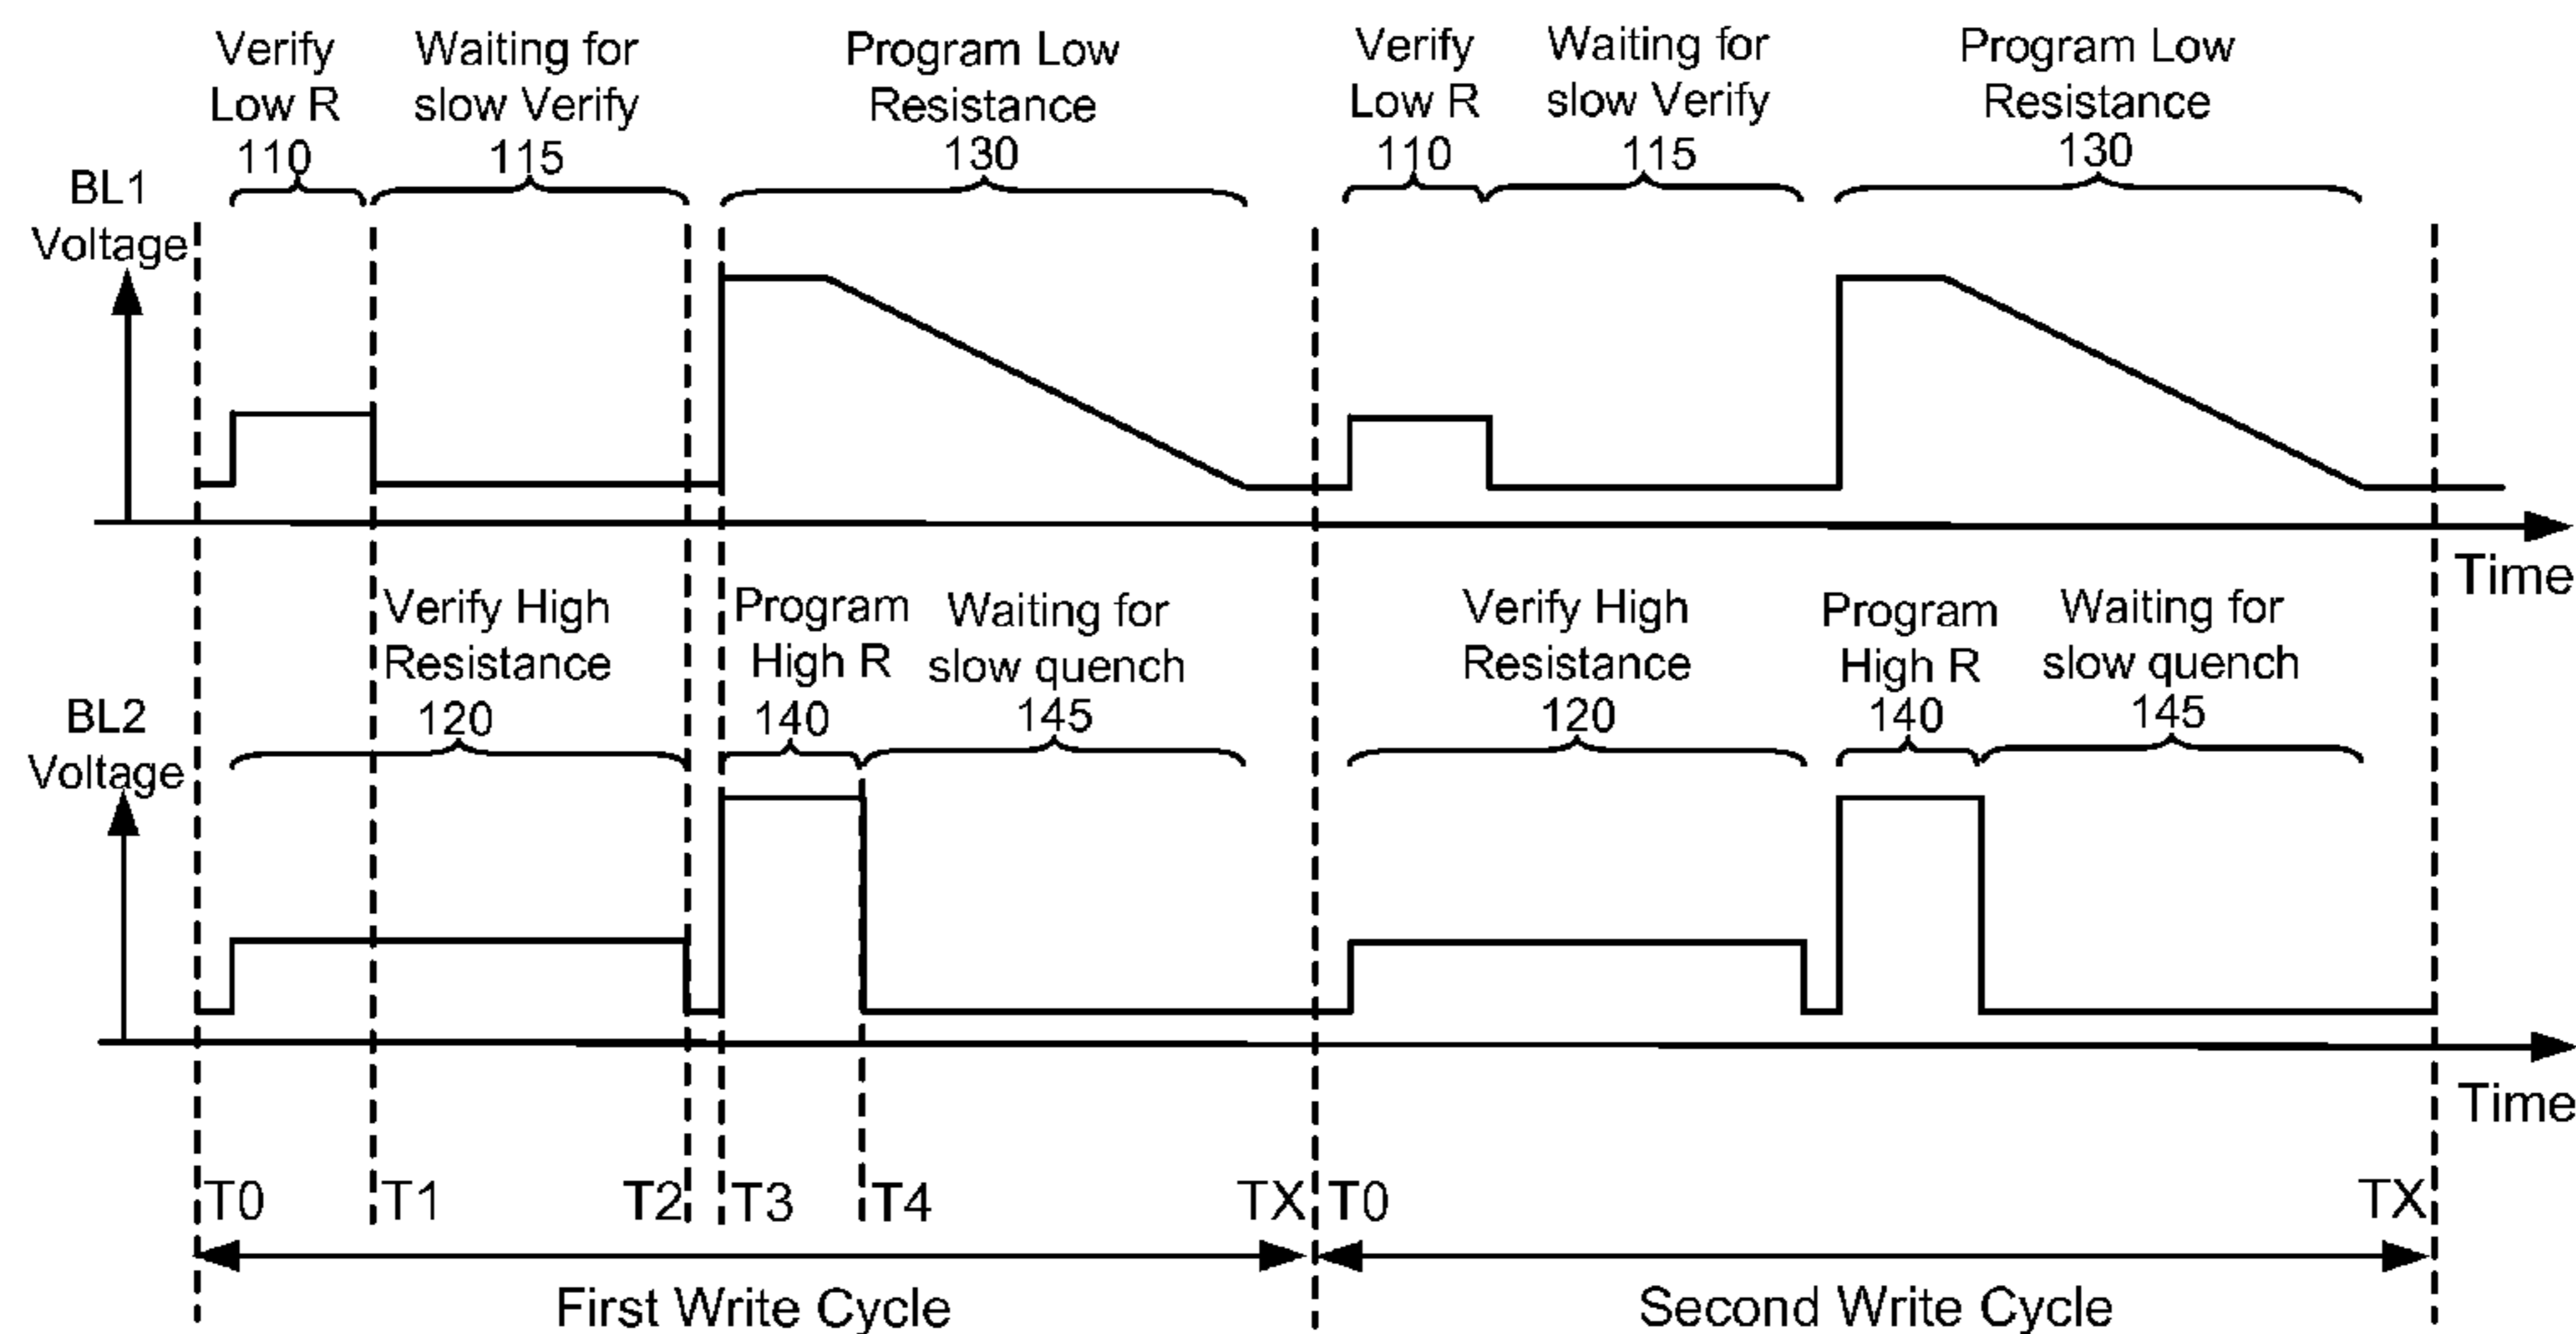 Verify
Low R
110
Waiting for
slow Verify
115
Program Low
Resistance
130
Verify
Low R
110
Waiting for
slow Verify
115
Program Low
Resistance
130
BL1
Voltage
Time
Verify High
Resistance
120
Program
High R
140
Waiting for
slow quench
145
Verify High
Resistance
120
Program
High R
140
Waiting for
slow quench
145
BL2
Voltage
Time
T0
T1
T2
T3
T4
TX
T0
TX
First Write Cycle
Second Write Cycle